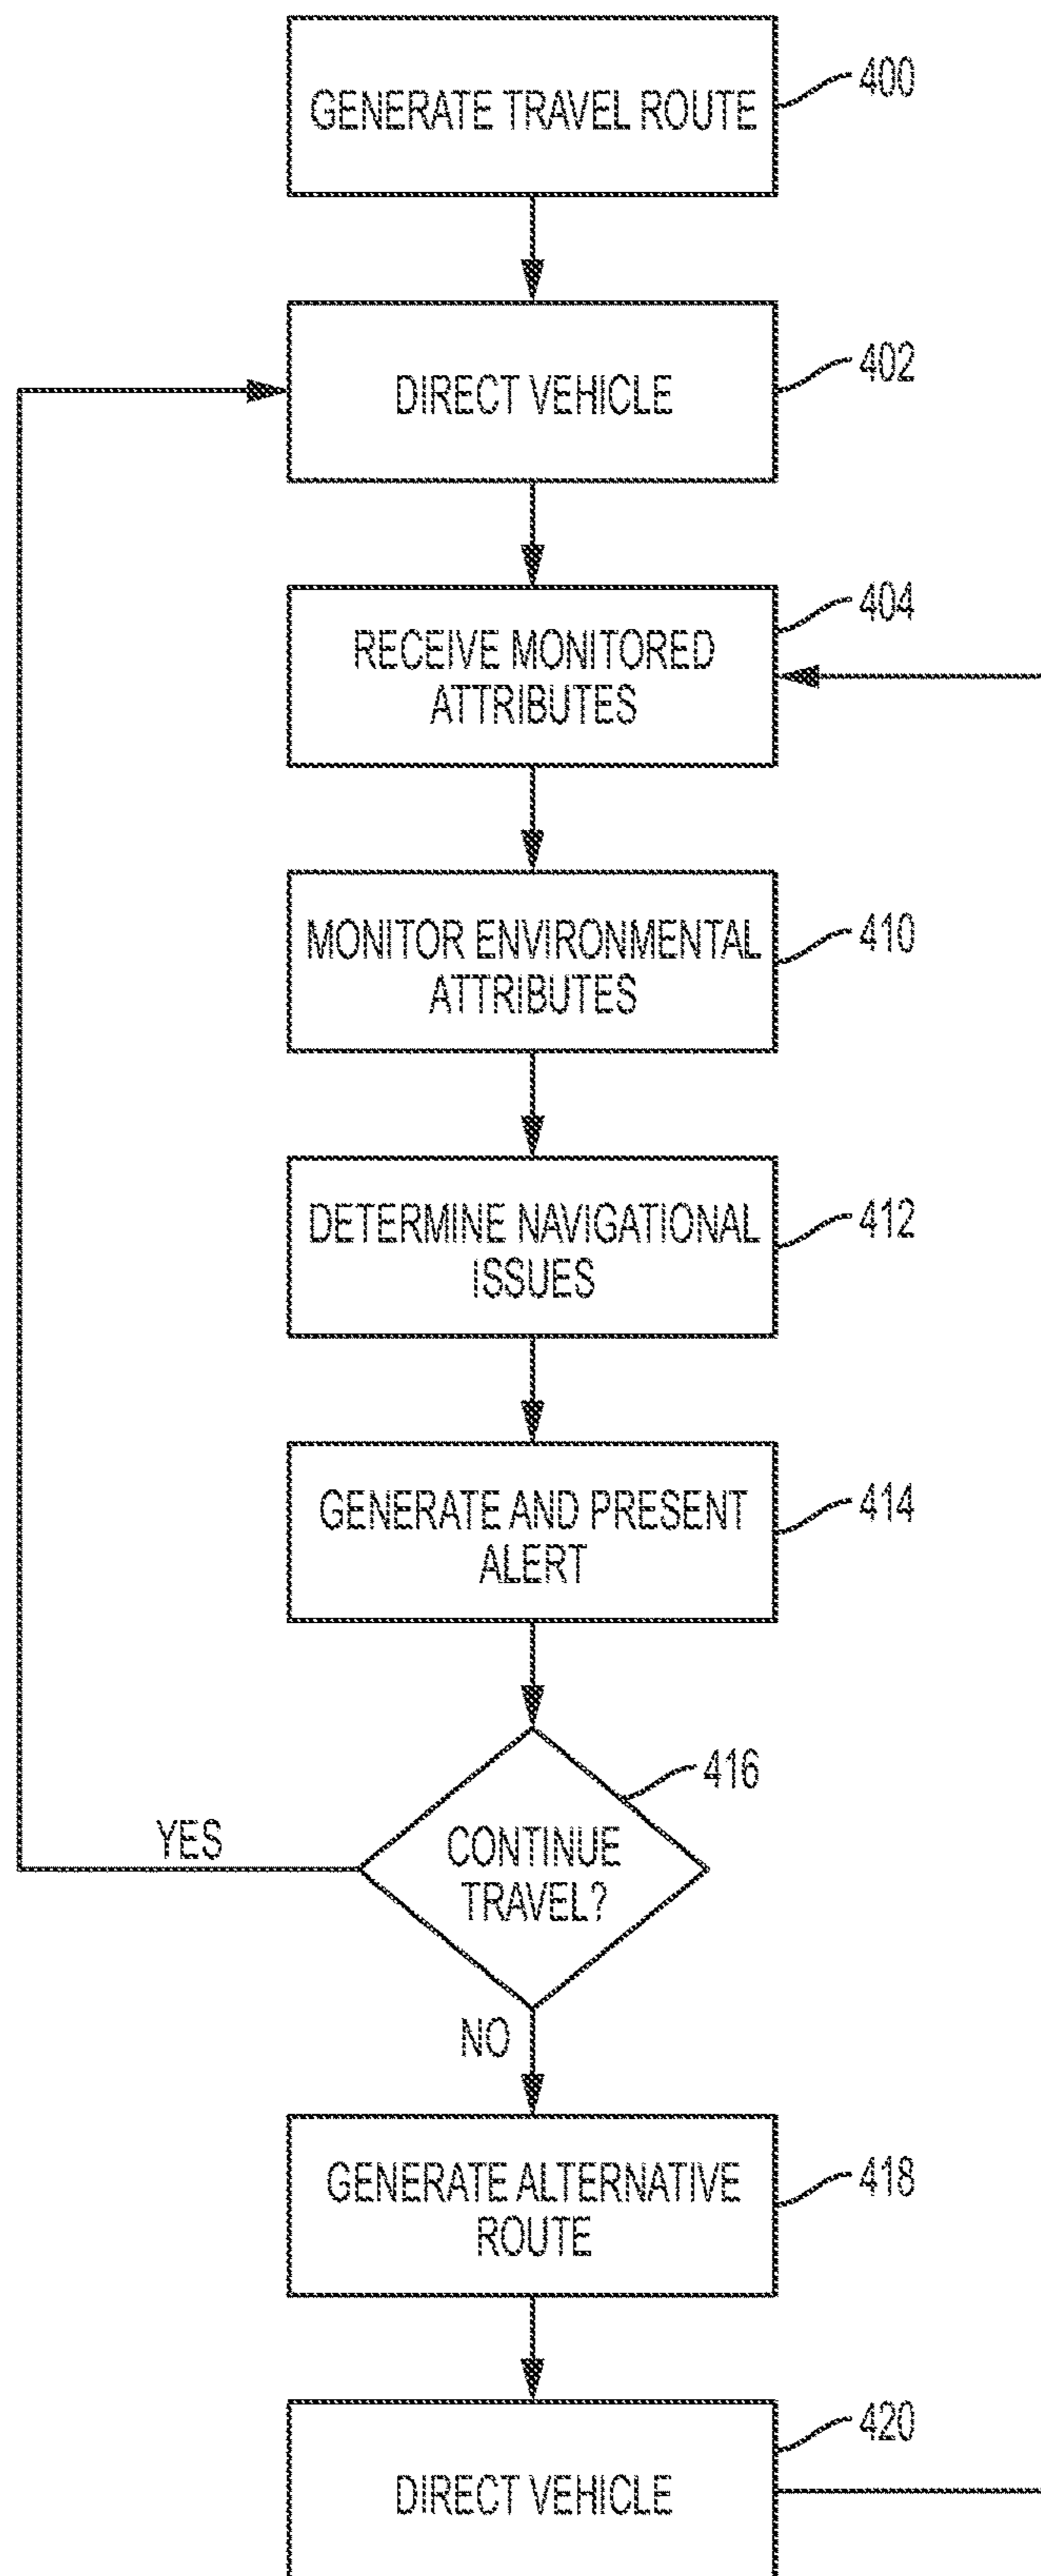 GENERATE TRAVEL ROUTE
400
DIRECT VEHICLE
402
RECEIVE MONITORED
ATTRIBUTES
404
MONITOR ENVIRONMENTAL
ATTRIBUTES
410
DETERMINE NAVIGATIONAL
ISSUES
412
GENERATE AND PRESENT
ALERT
414
CONTINUE
TRAVEL?
416
YES
NO
GENERATE ALTERNATIVE
ROUTE
418
DIRECT VEHICLE
420